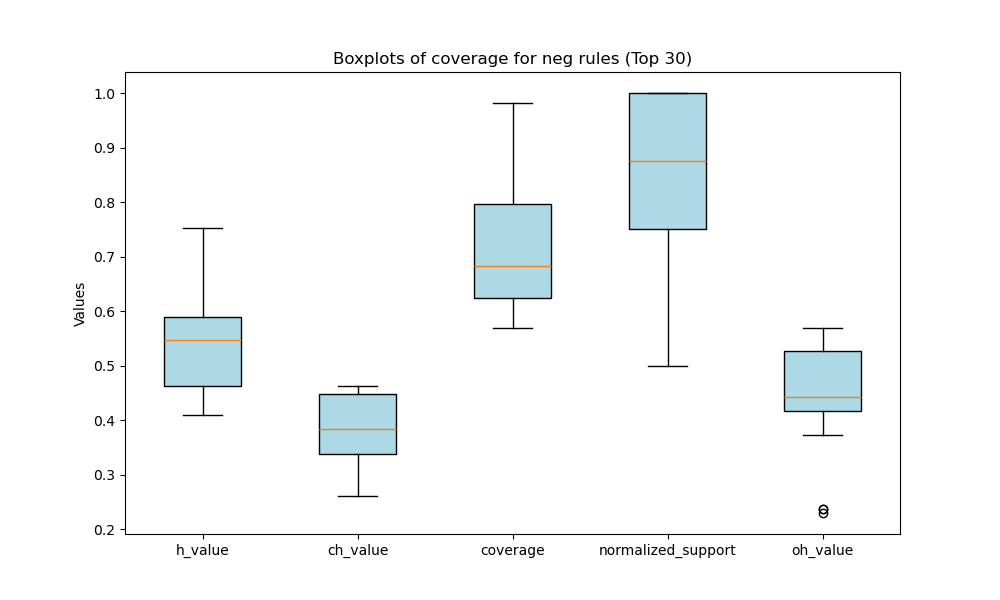 Boxplots of coverage for neg rules (Top 30)
1.0
0.9
0.8
0.7
0.6
0.5
0.4
0.3
0.2
Values
h_value
ch_value
coverage
normalized_support
oh_value